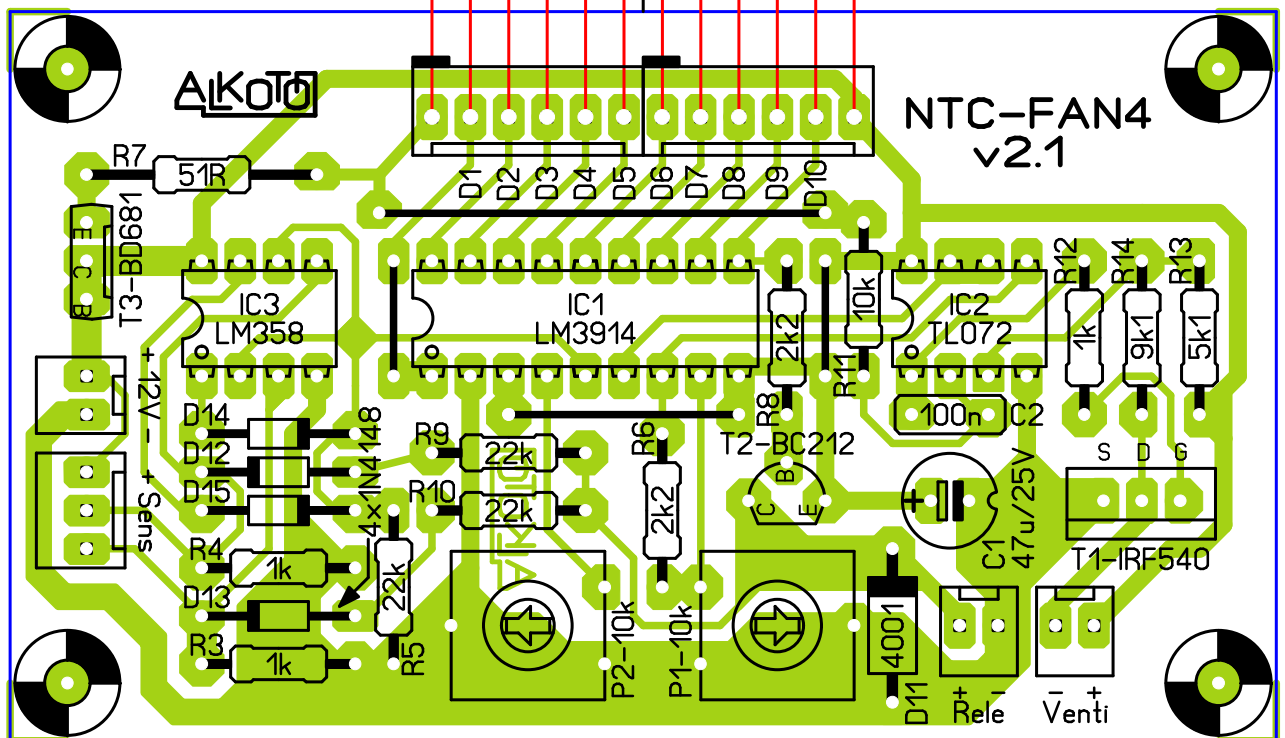 ALKOTO
NTC-FAN4
v2.1
R7
51R
D1
D2
D3
D4
D5
D6
D7
D8
D9
D10
T3-BD681
E
C
B
IC3
LM358
IC1
LM3914
2k2
R8
10k
R11
IC2
TL072
R12
1k
R14
9k1
R13
5k1
100n
C2
+ 12V -
+ Sens
D14
D12
D15
4×1N4148
R4
1k
D13
R3
1k
R9
22k
R10
22k
22k
R5
R6
2k2
T2-BC212
C
B
E
+
C1
47u/25V
S D G
T1-IRF540
P2-10k
P1-10k
4001
D11
+ -
Rele
- +
Venti
ALKOTO